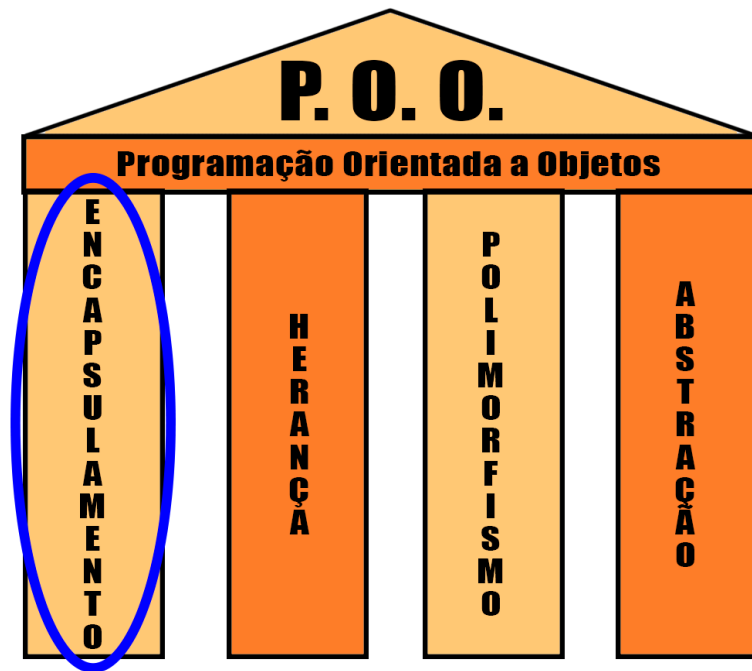 P. O. O.
Programação Orientada a Objetos
ENCAPSULAMENTO
HERANÇA
POLIMORFISMO
ABSTRAÇÃO